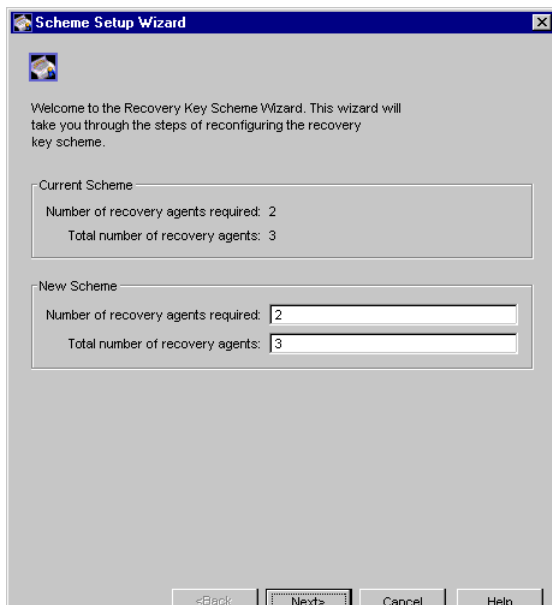 Scheme Setup Wizard
Welcome to the Recovery Key Scheme Wizard. This wizard will
take you through the steps of reconfiguring the recovery
key scheme.
Current Scheme
Number of recovery agents required: 2
Total number of recovery agents: 3
New Scheme
Number of recovery agents required: 2
Total number of recovery agents: 3
<Back Next> Cancel Help